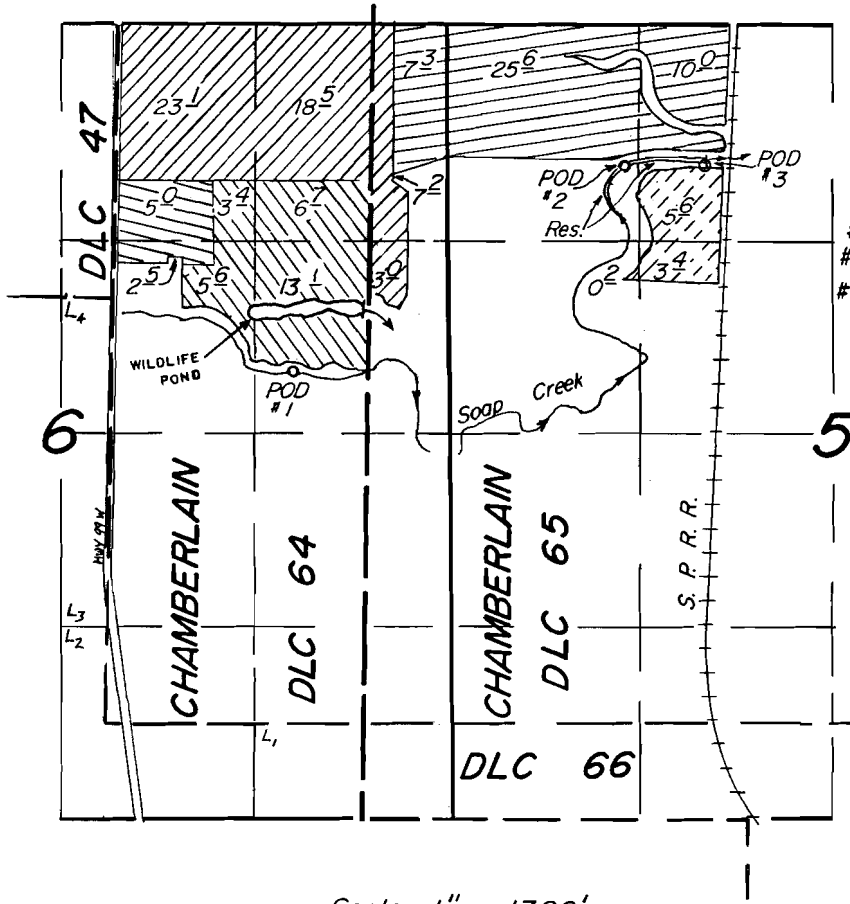 23.1
18.5
7.3
25.6
10.0
DLC 47
5.0
3.4
6.7
7.2
POD
#2
POD
#3
Res.
5.6
3.4
0.2
2.5
5.6
13.1
3.0
#
#
L4
WILDLIFE
POND
POD
#1
Soap Creek
6
5
HWY 99 W
CHAMBERLAIN
DLC 64
CHAMBERLAIN
DLC 65
S. P. R. R.
L3
L2
L1
DLC 66